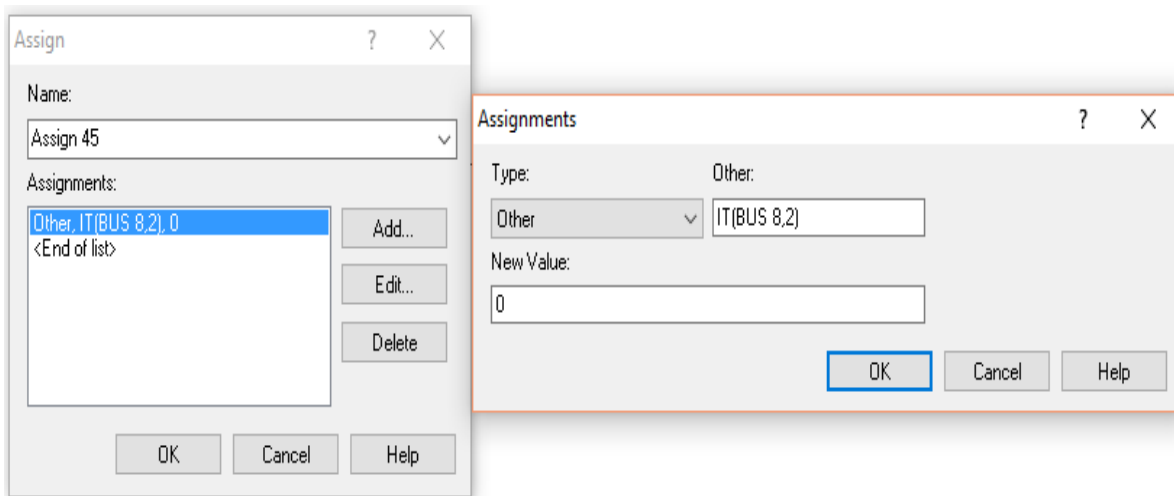 Assign
?
Name:
Assign 45
Assignments:
Other, IT(BUS 8,2), 0
<End of list>
Add...
Edit...
Delete
OK Cancel Help
Assignments
?
Type: Other:
Other IT(BUS 8,2)
New Value:
0
OK Cancel Help